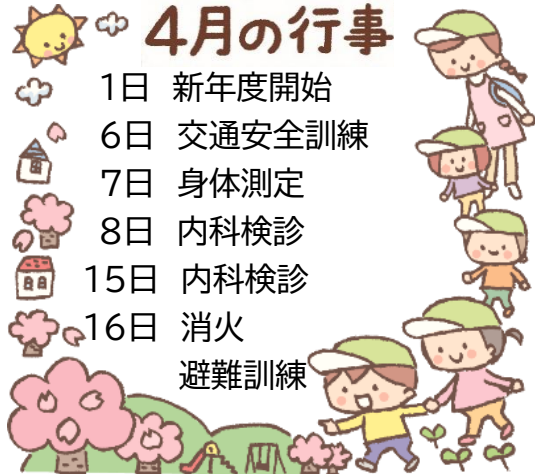 4月の行事
1日 新年度開始
6日 交通安全訓練
7日 身体測定
8日 内科検診
15日 内科検診
16日 消火
避難訓練